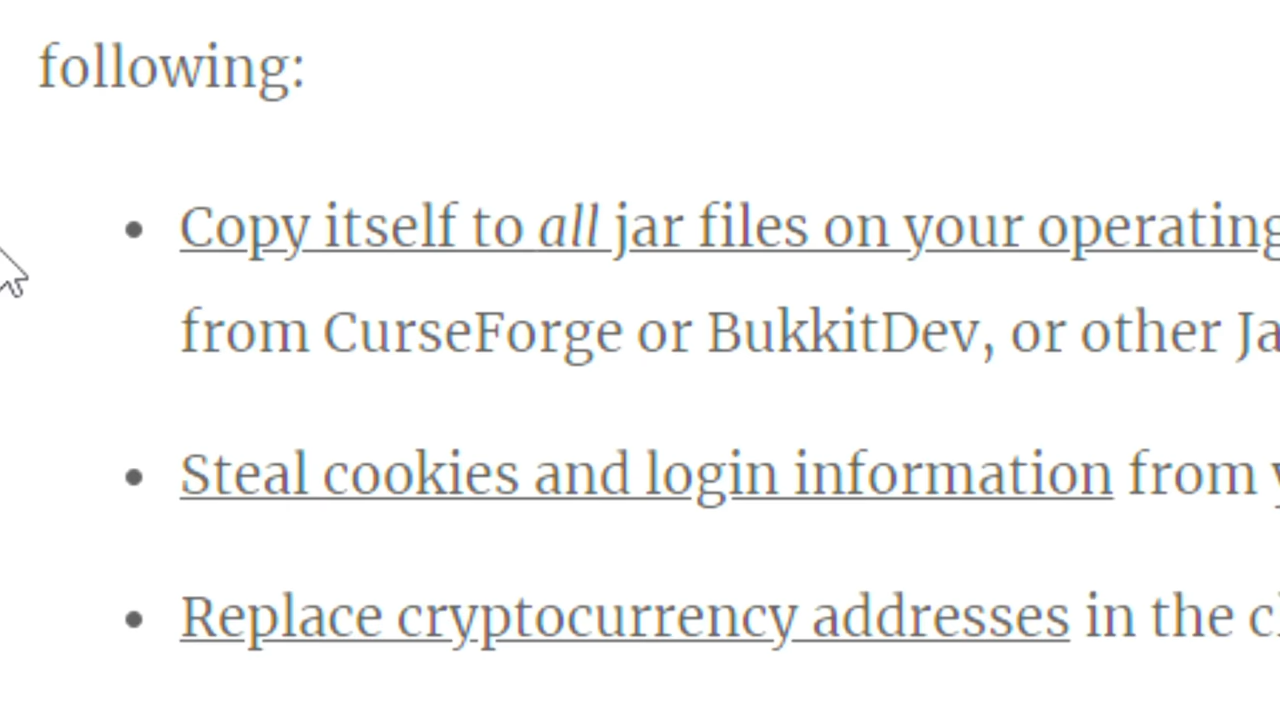 following:
Copy itself to all jar files on your operating
from CurseForge or BukkitDev, or other Ja
Steal cookies and login information from
Replace cryptocurrency addresses in the